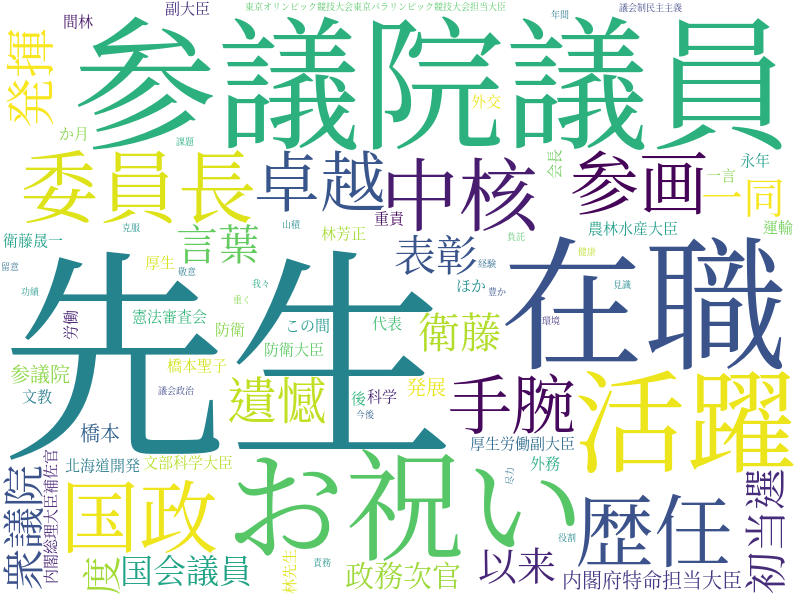 副大臣
東京オリンピック競技大会東京パラリンピック競技大会担当大臣
年間
議会制民主主義
間林
参議院議員
発揮
外交
か月
課題
会長
永年
委員長
卓越
中核
参画
一言
一同
重貴
克服
山積
農林水産大臣
運輸
衛藤晟一
言葉
林芳正
表彰
経験
負託
健康
在職
留意
厚生
敬意
我々
ほか
豊か
見識
功績
先生
重く
労働
憲法審査会
防衛
この間
代表
衛藤
環境
防衛大臣
参議院
橋本聖子
文教
議会政治
遺憾
後
科学
発展
今後
手腕
活躍
橋本
厚生労働副大臣
北海道開発
文部科学大臣
外務
衆議院
内閣総理大臣補佐官
国政
お祝い
尽力
歴任
初当選
役割
度
国会議員
林先生
責務
政務次官
以来
内閣府特命担当大臣